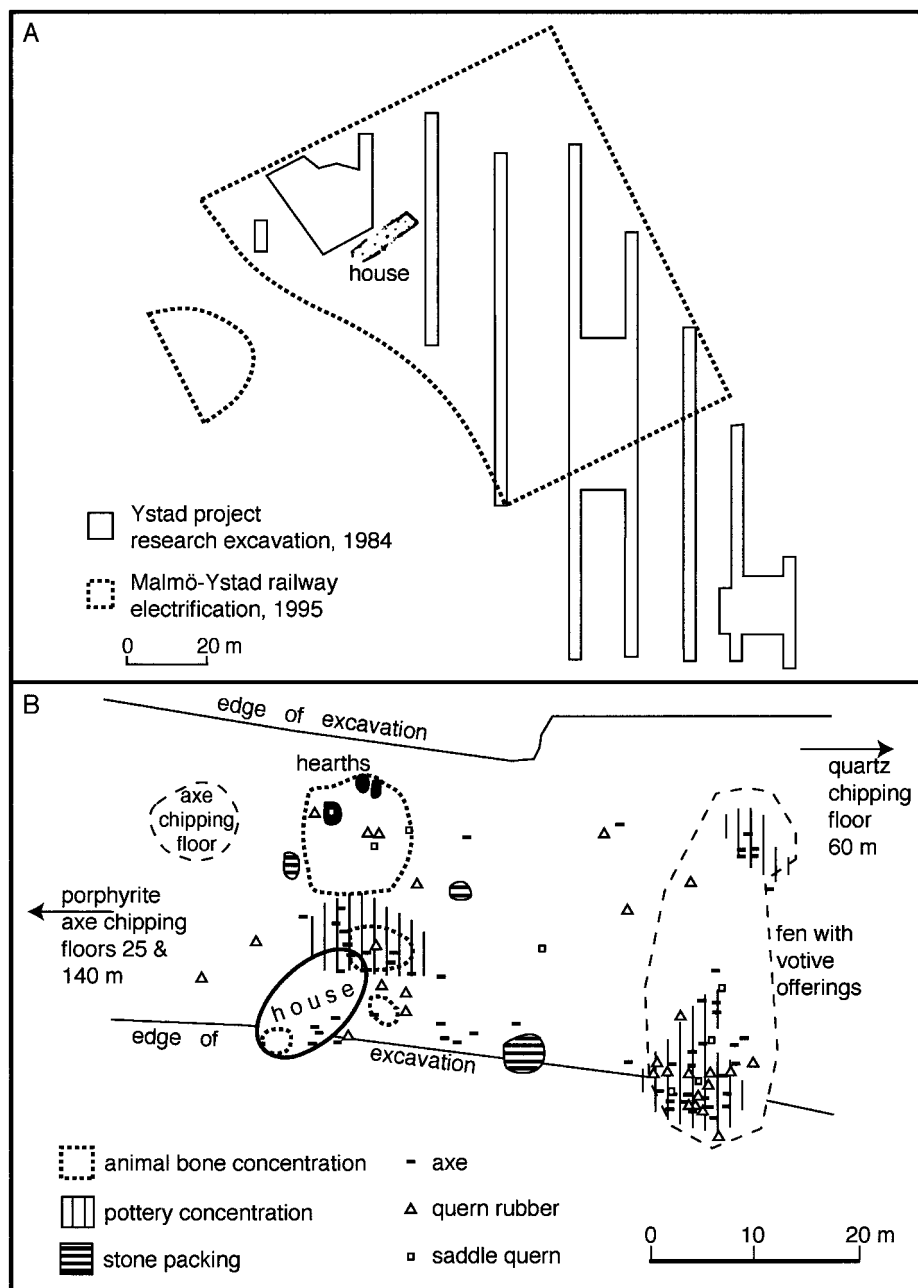 A
house
Ystad project
research excavation, 1984
Malmö-Ystad railway
electrification, 1995
0 20 m
B
edge of excavation
hearths
axe
chipping
floor
quartz
chipping
floor
60 m
porphyrite
axe chipping
floors 25 &
140 m
fen with
votive
offerings
house
edge of excavation
animal bone concentration
pottery concentration
stone packing
axe
quern rubber
saddle quern
0 10 20 m